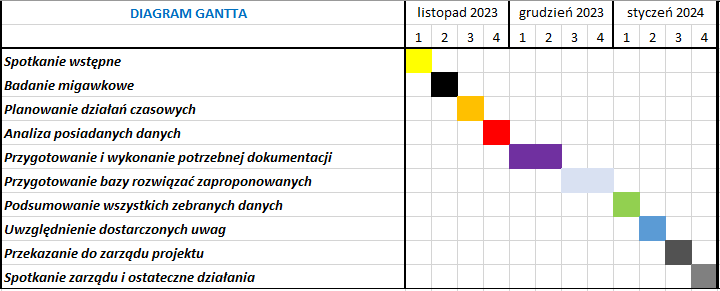 DIAGRAM GANTTA listopad 2023 grudzień 2023 styczeń 2024
1 2 3 4 1 2 3 4 1 2 3 4
Spotkanie wstępne
Badanie migawkowe
Planowanie działań czasowych
Analiza posiadanych danych
Przygotowanie i wykonanie potrzebnej dokumentacji
Przygotowanie bazy rozwiązać zaproponowanych
Podsumowanie wszystkich zebranych danych
Uwzględnienie dostarczonych uwag
Przekazanie do zarządu projektu
Spotkanie zarządu i ostateczne działania